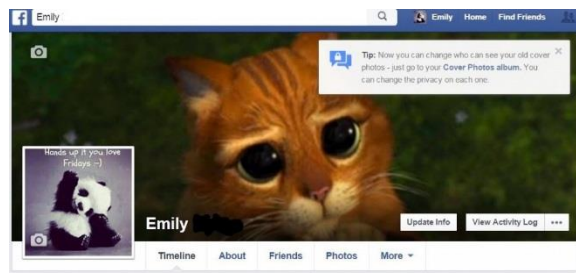 f Emily Emily Home Find Friends
Tip: Now you can change who can see your old cover
photos - just go to your Cover Photos album. You
can change the privacy on each one.
Hands up if you love
Fridays :-)
Emily
Update Info View Activity Log
Timeline About Friends Photos More